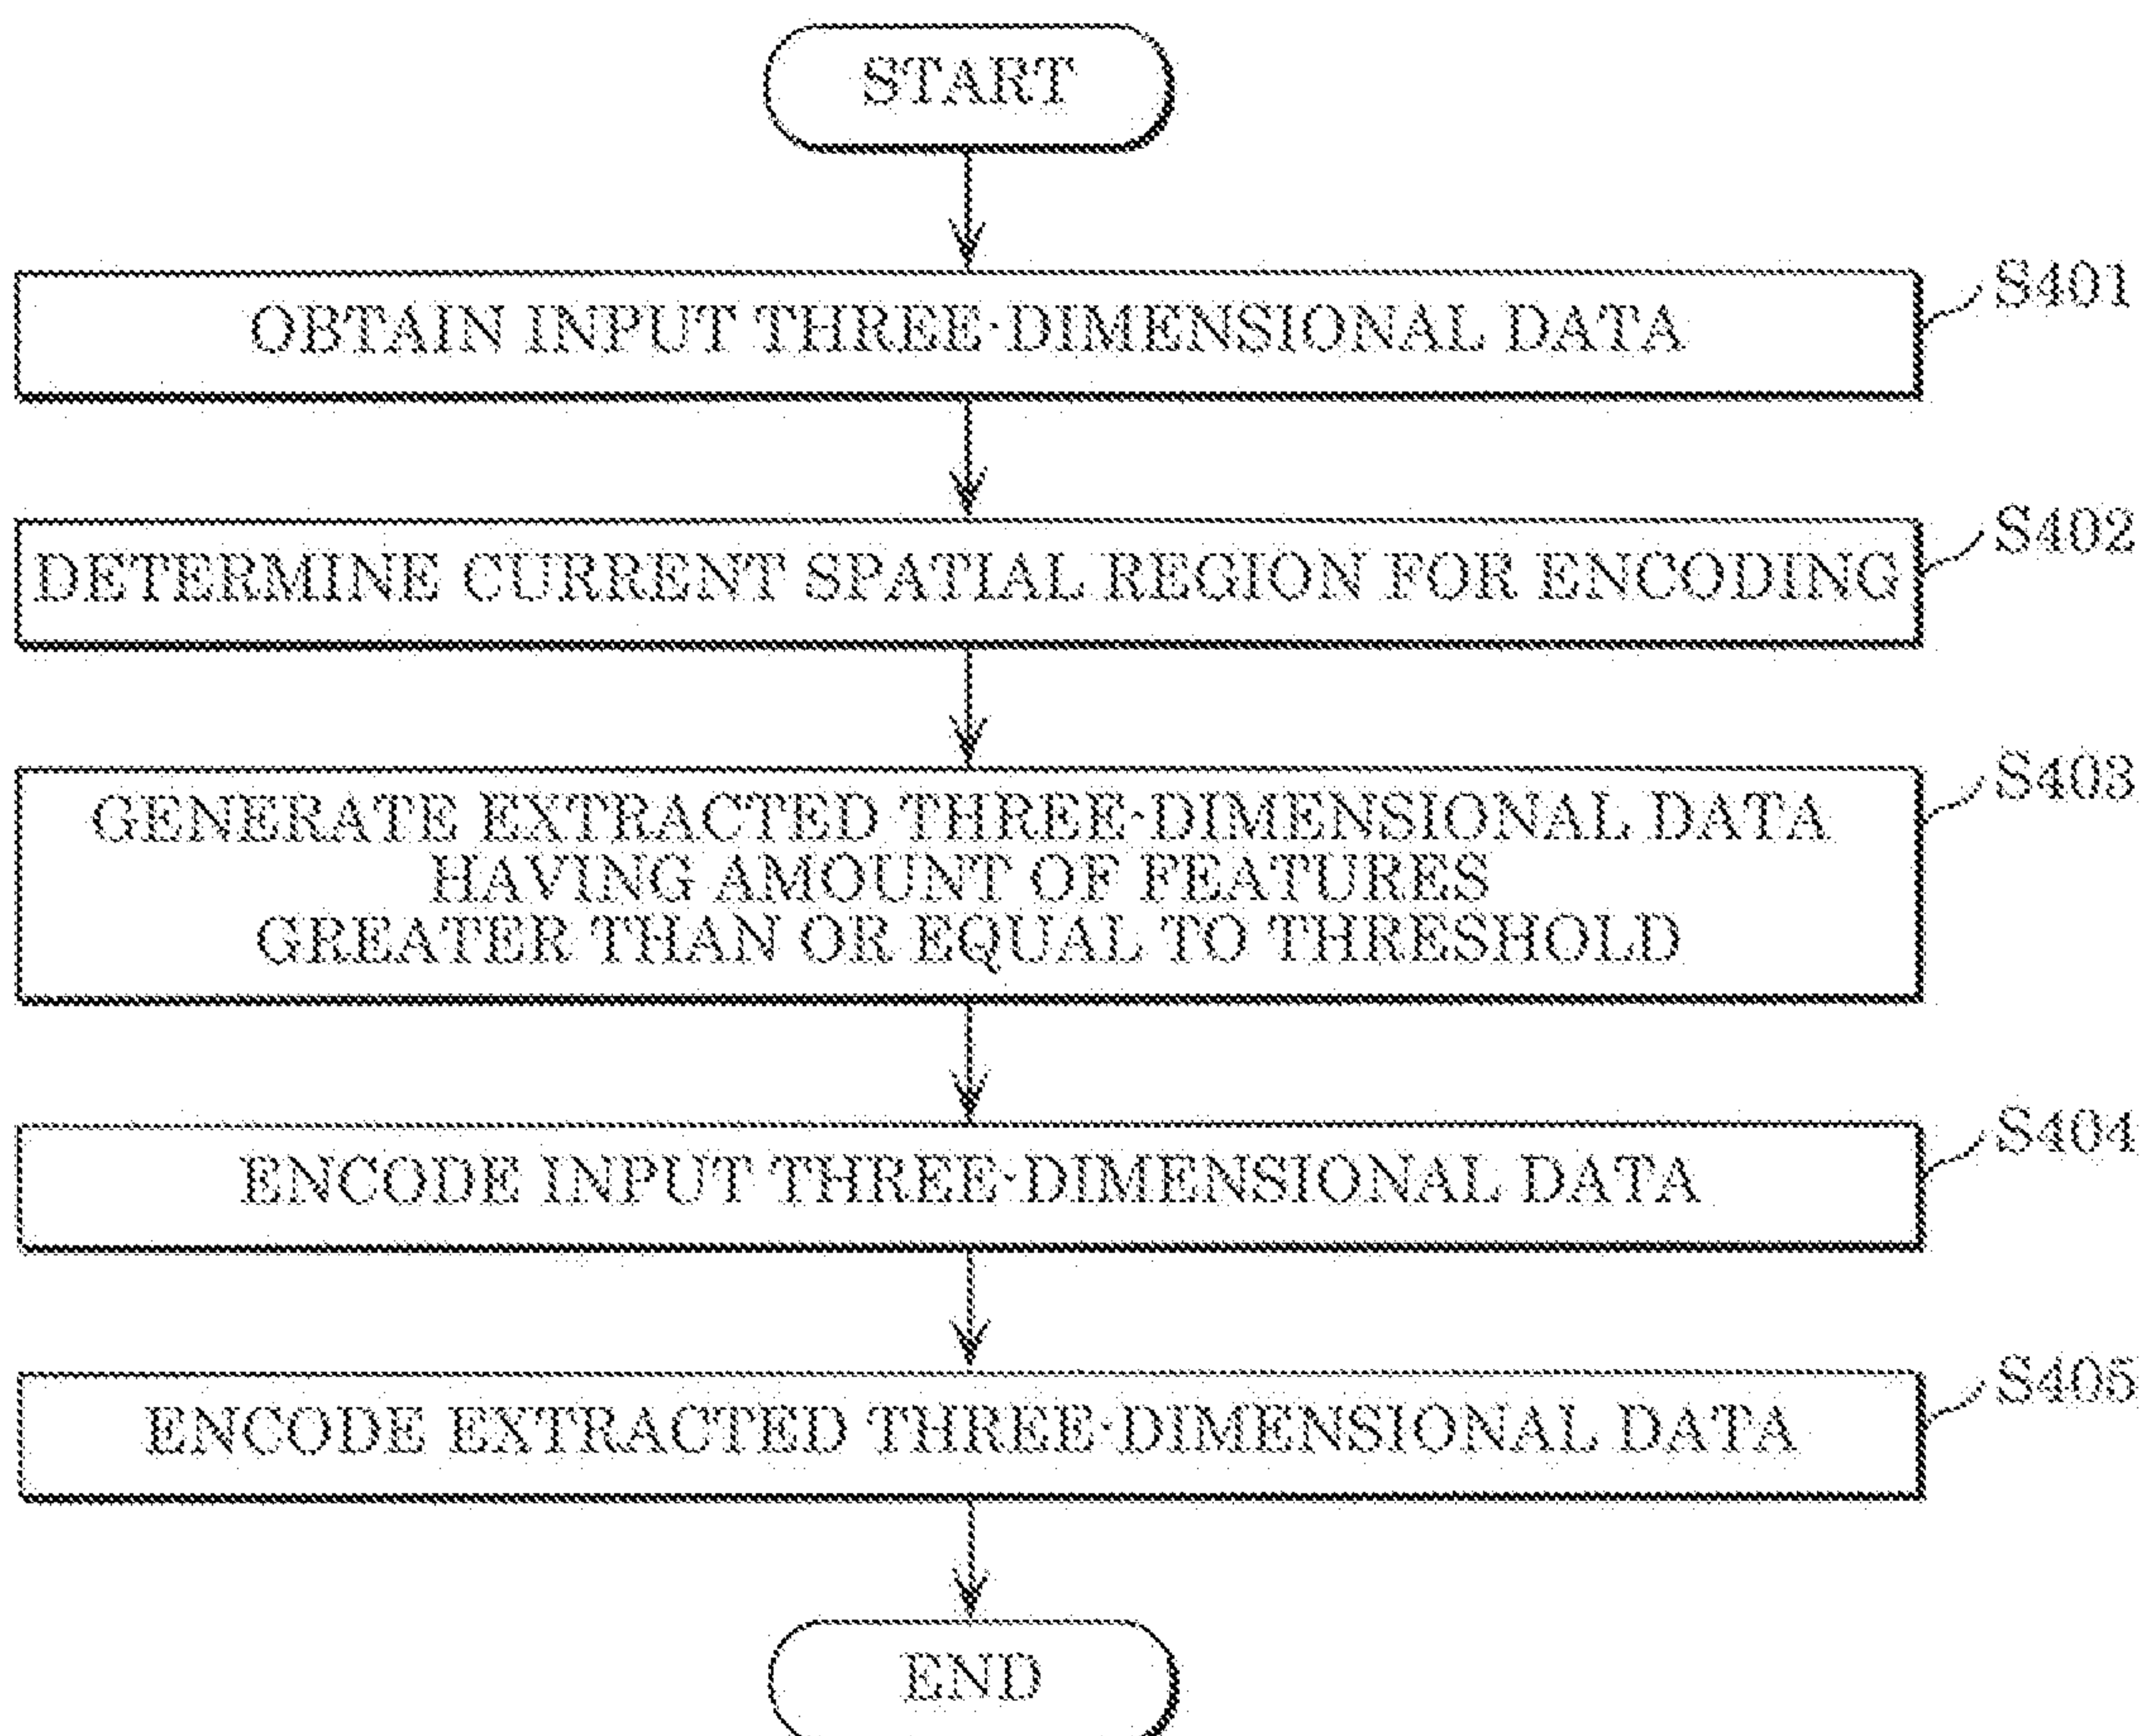 START
OBTAIN INPUT THREE-DIMENSIONAL DATA
S401
DETERMINE CURRENT SPATIAL REGION FOR ENCODING
S402
GENERATE EXTRACTED THREE-DIMENSIONAL DATA
HAVING AMOUNT OF FEATURES
GREATER THAN OR EQUAL TO THRESHOLD
S403
ENCODE INPUT THREE-DIMENSIONAL DATA
S404
ENCODE EXTRACTED THREE-DIMENSIONAL DATA
S405
END